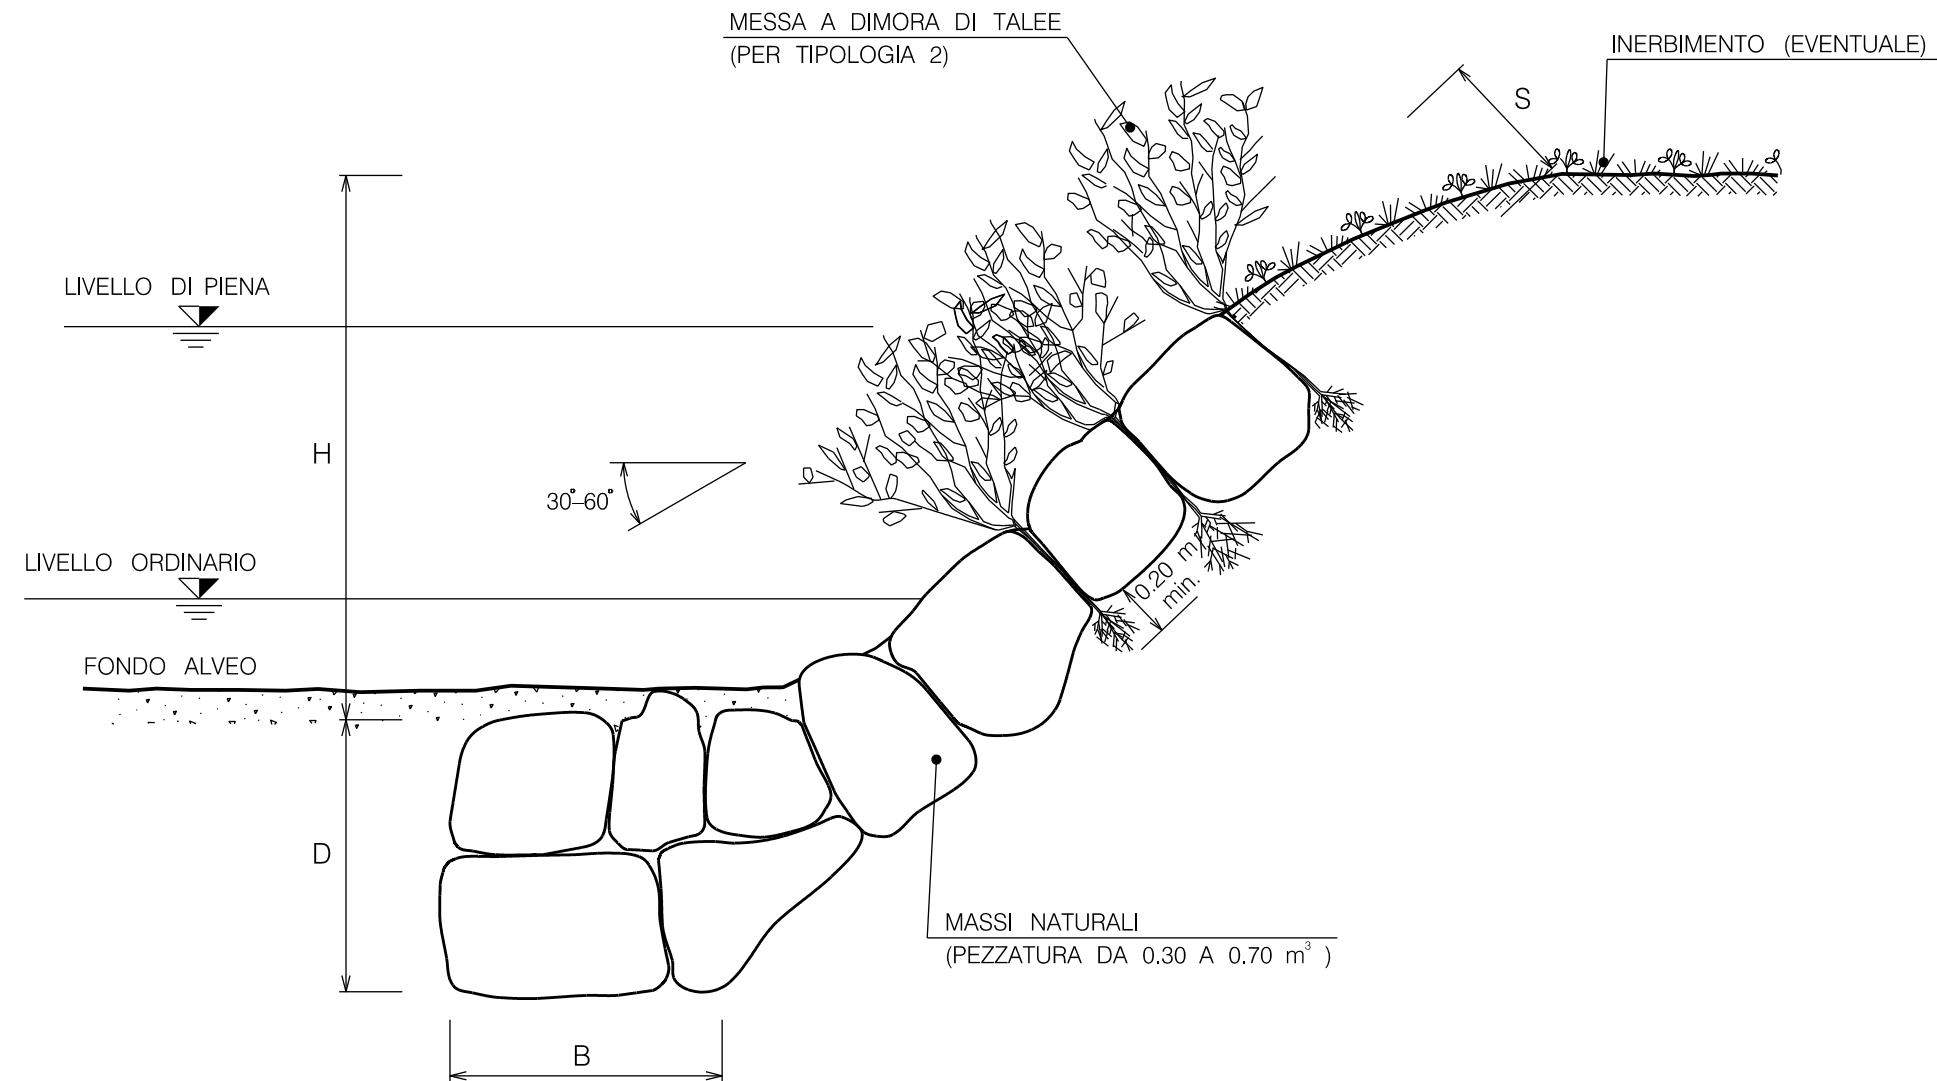 MESSA A DIMORA DI TALEE
(PER TIPOLOGIA 2)
INERBIMENTO (EVENTUALE)
S
LIVELLO DI PIENA
H
30°–60°
LIVELLO ORDINARIO
0.20 m
min.
FONDO ALVEO
D
MASSI NATURALI
(PEZZATURA DA 0.30 A 0.70 m³ )
B